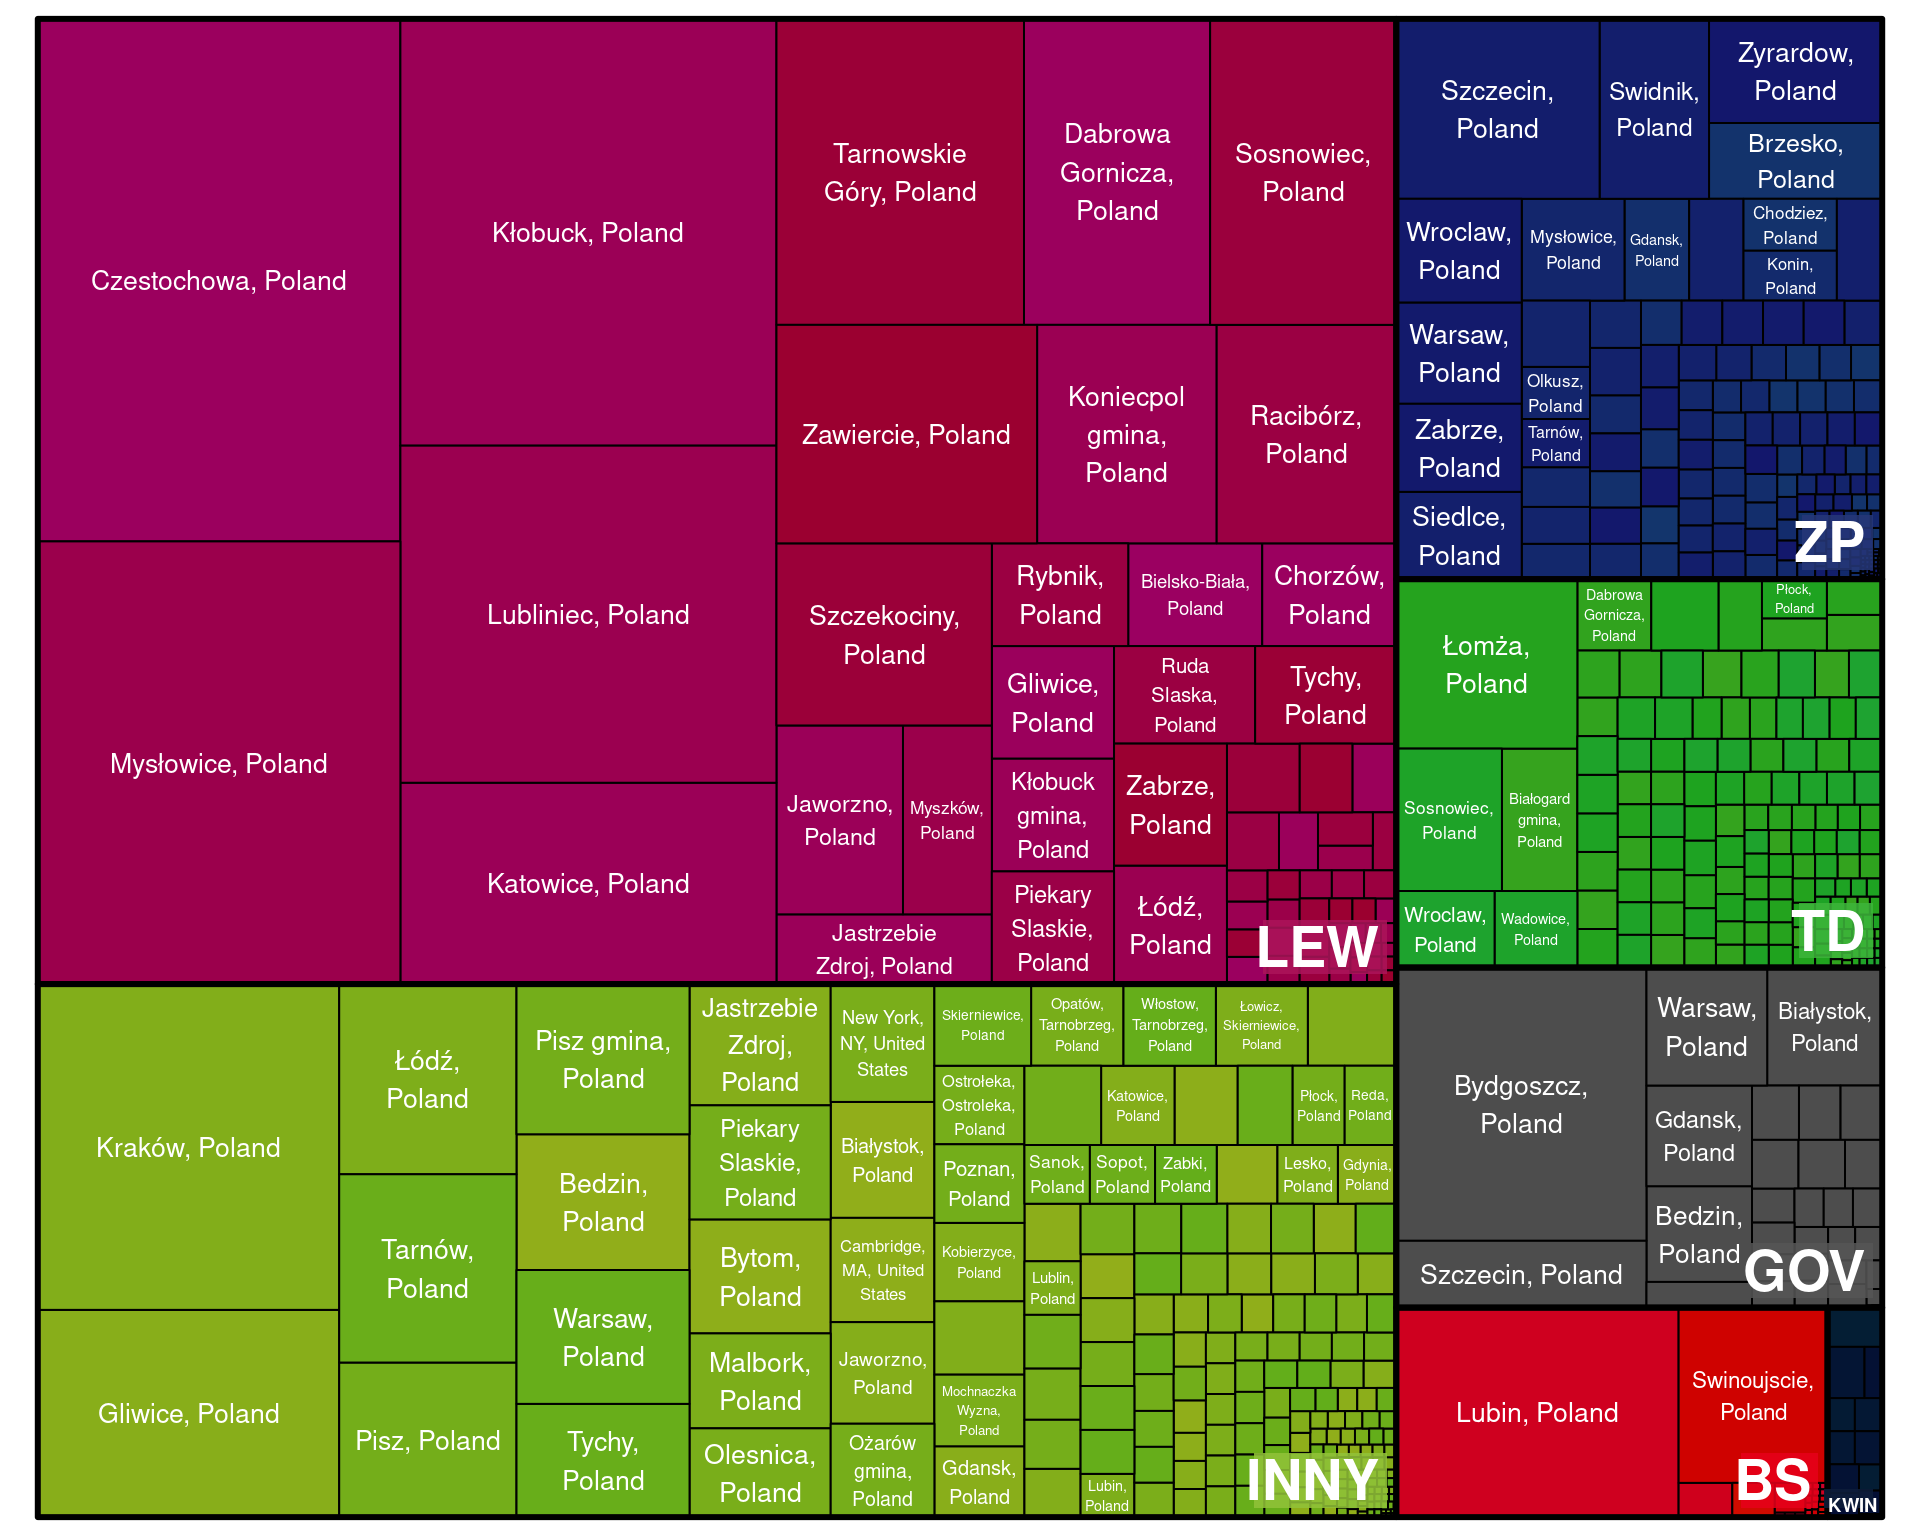 Czestochowa, Poland
Mysłowice, Poland
Kłobuck, Poland
Lubliniec, Poland
Katowice, Poland
Tarnowskie
Góry, Poland
Dabrowa
Gornicza,
Poland
Sosnowiec,
Poland
Zawiercie, Poland
Koniecpol
gmina,
Poland
Racibórz,
Poland
Szczekociny,
Poland
Jaworzno,
Poland
Myszków,
Poland
Jastrzebie
Zdroj, Poland
Rybnik,
Poland
Bielsko-Biała,
Poland
Chorzów,
Poland
Gliwice,
Poland
Kłobuck
gmina,
Poland
Piekary
Slaskie,
Poland
Ruda
Slaska,
Poland
Tychy,
Poland
Zabrze,
Poland
Łódź,
Poland
LEW
Szczecin,
Poland
Swidnik,
Poland
Zyrardow,
Poland
Brzesko,
Poland
Wroclaw,
Poland
Warsaw,
Poland
Zabrze,
Poland
Siedlce,
Poland
Mysłowice,
Poland
Gdansk,
Poland
Chodziez,
Poland
Konin,
Poland
Olkusz,
Poland
Tarnów,
Poland
ZP
Łomża,
Poland
Dabrowa
Gornicza,
Poland
Płock,
Poland
Sosnowiec,
Poland
Białogard
gmina,
Poland
Wroclaw,
Poland
Wadowice,
Poland
TD
Bydgoszcz,
Poland
Szczecin, Poland
Warsaw,
Poland
Białystok,
Poland
Gdansk,
Poland
Bedzin,
Poland
GOV
Lubin, Poland
Swinoujscie,
Poland
BS
KWIN
Kraków, Poland
Gliwice, Poland
Łódź,
Poland
Tarnów,
Poland
Pisz, Poland
Pisz gmina,
Poland
Bedzin,
Poland
Warsaw,
Poland
Tychy,
Poland
Jastrzebie
Zdroj,
Poland
Piekary
Slaskie,
Poland
Bytom,
Poland
Malbork,
Poland
Olesnica,
Poland
New York,
NY, United
States
Białystok,
Poland
Cambridge,
MA, United
States
Jaworzno,
Poland
Ożarów
gmina,
Poland
Skierniewice,
Poland
Opatów,
Tarnobrzeg,
Poland
Włostow,
Tarnobrzeg,
Poland
Łowicz,
Skierniewice,
Poland
Ostrołeka,
Ostroleka,
Poland
Poznan,
Poland
Kobierzyce,
Poland
Mochnaczka
Wyzna,
Poland
Gdansk,
Poland
Katowice,
Poland
Płock,
Poland
Reda,
Poland
Sanok,
Poland
Sopot,
Poland
Zabki,
Poland
Lesko,
Poland
Gdynia,
Poland
Lublin,
Poland
Lubin,
Poland
INNY